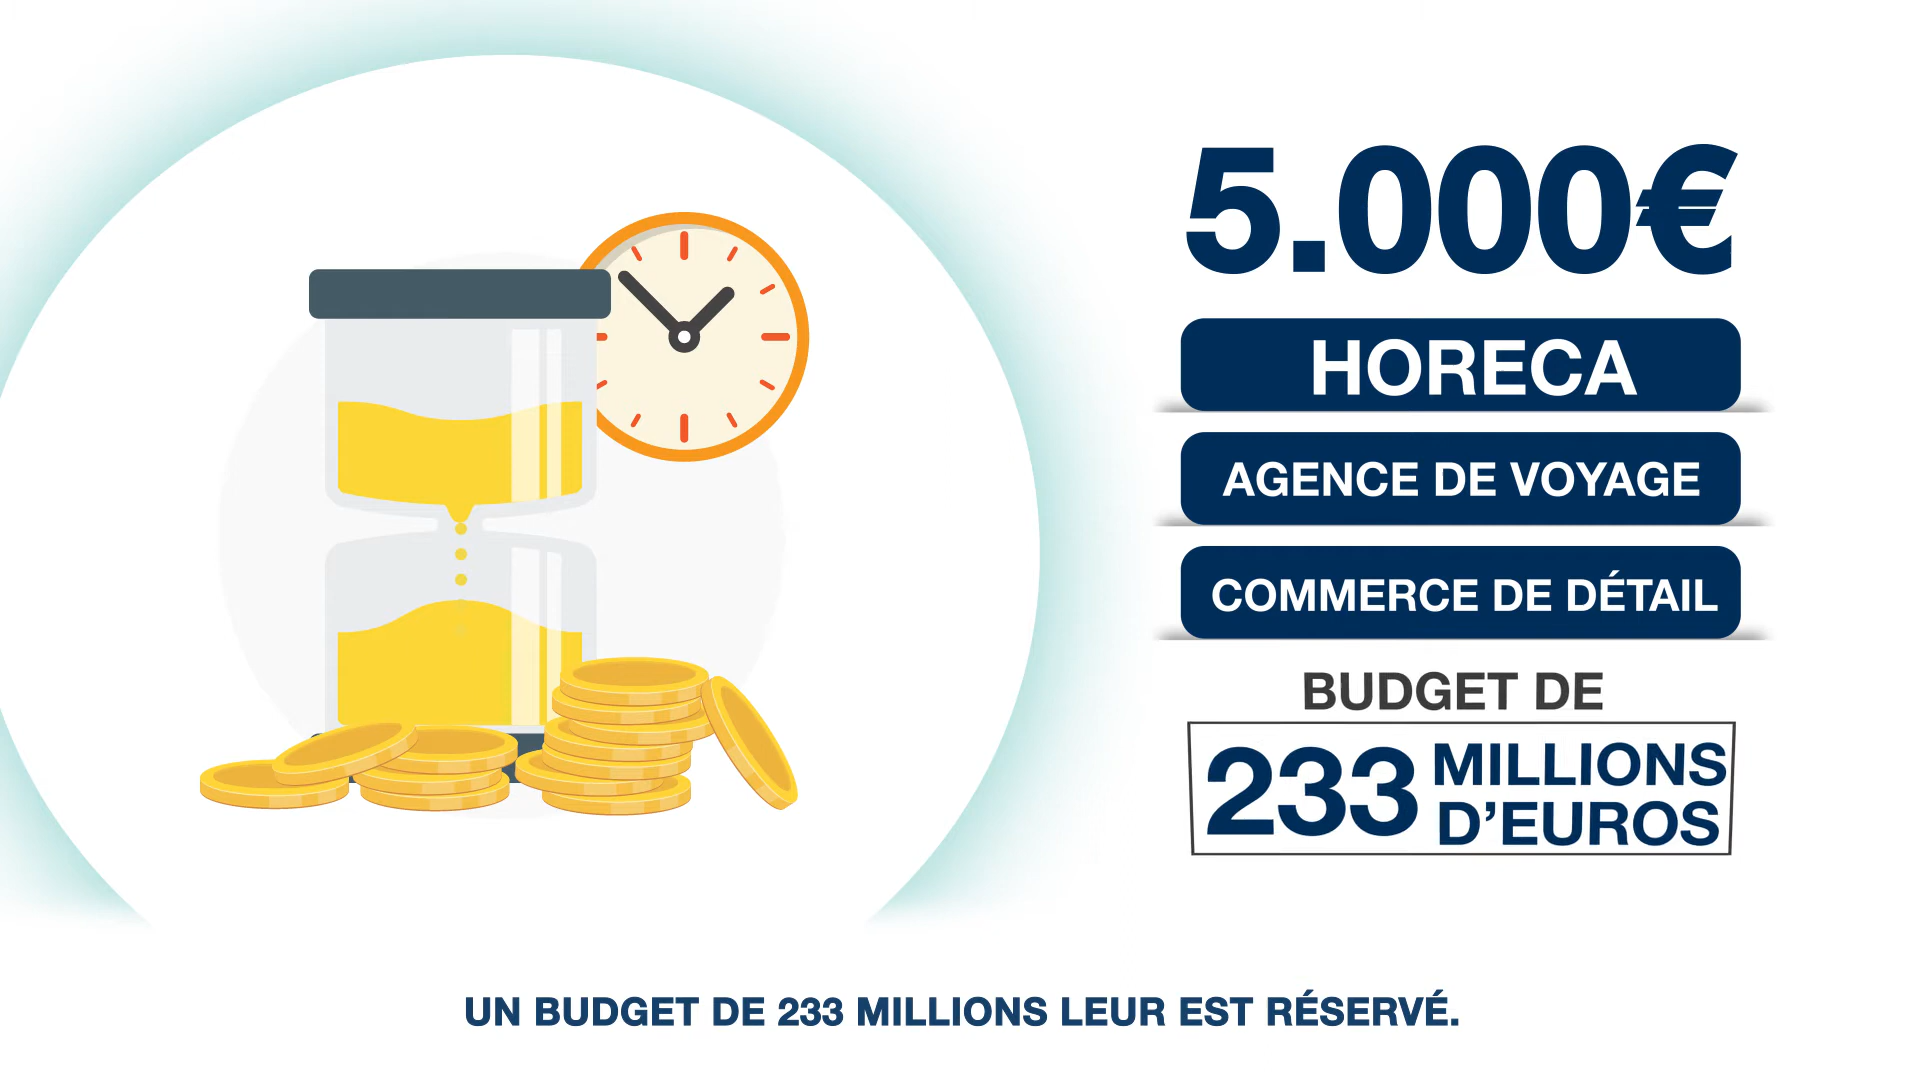 5.000€
HORECA
AGENCE DE VOYAGE
COMMERCE DE DÉTAIL
BUDGET DE
233 MILLIONS
D’EUROS
UN BUDGET DE 233 MILLIONS LEUR EST RÉSERVÉ.